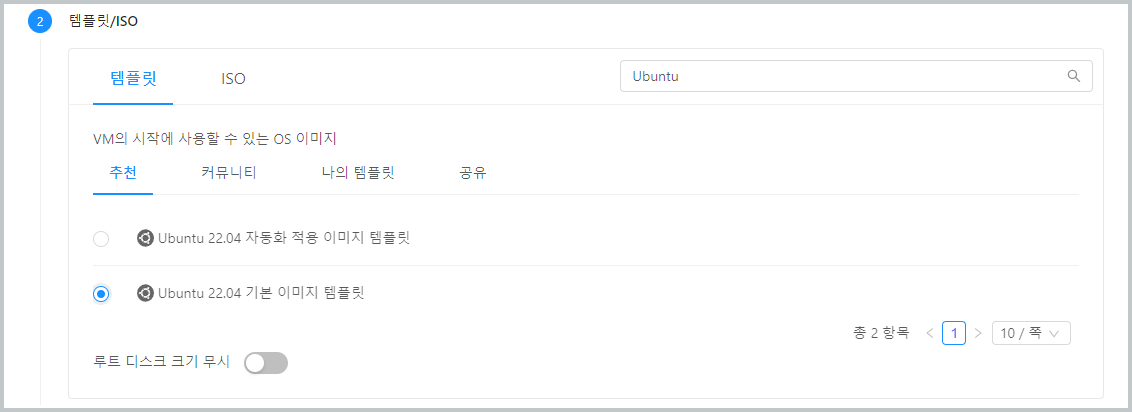 2 템플릿/ISO
템플릿 ISO Ubuntu
VM의 시작에 사용할 수 있는 OS 이미지
추천 커뮤니티 나의 템플릿 공유
Ubuntu 22.04 자동화 적용 이미지 템플릿
Ubuntu 22.04 기본 이미지 템플릿
총 2 항목 < 1 > 10 / 쪽
루트 디스크 크기 무시